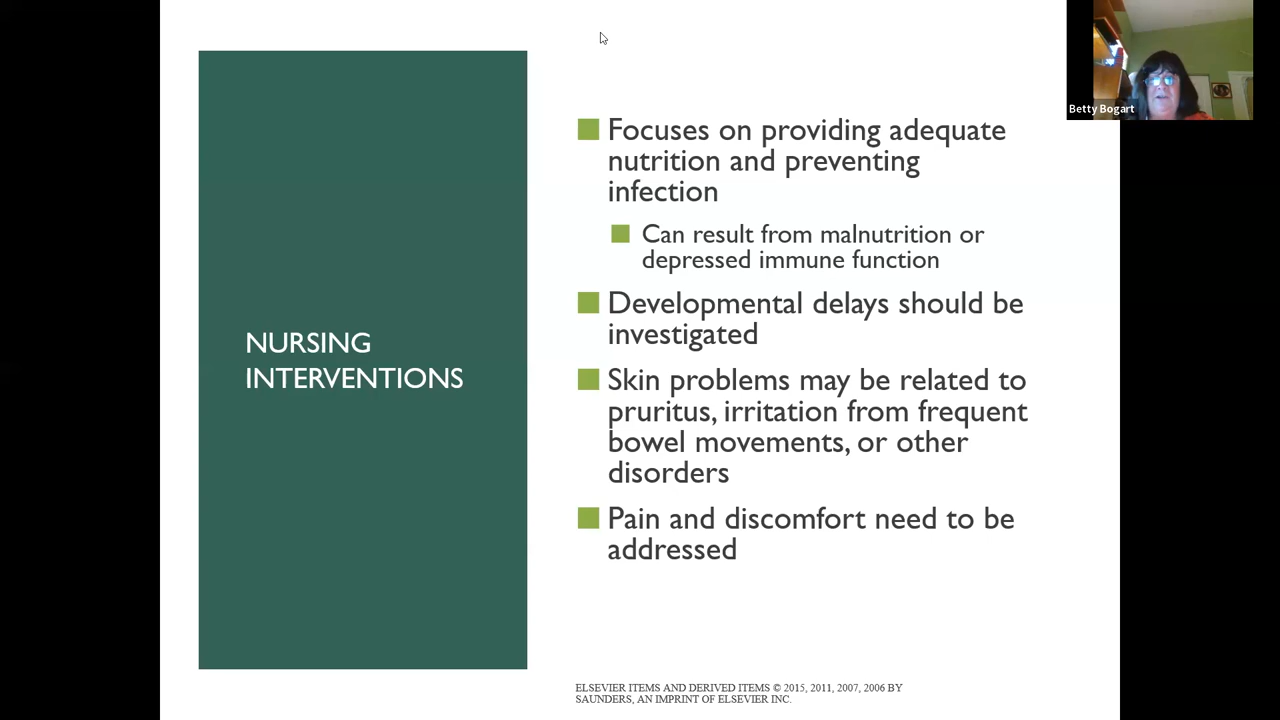 Betty Bogart
NURSING
INTERVENTIONS
Focuses on providing adequate
nutrition and preventing
infection
Can result from malnutrition or
depressed immune function
Developmental delays should be
investigated
Skin problems may be related to
pruritus, irritation from frequent
bowel movements, or other
disorders
Pain and discomfort need to be
addressed
ELSEVIER ITEMS AND DERIVED ITEMS © 2015, 2011, 2007, 2006 BY
SAUNDERS, AN IMPRINT OF ELSEVIER INC.